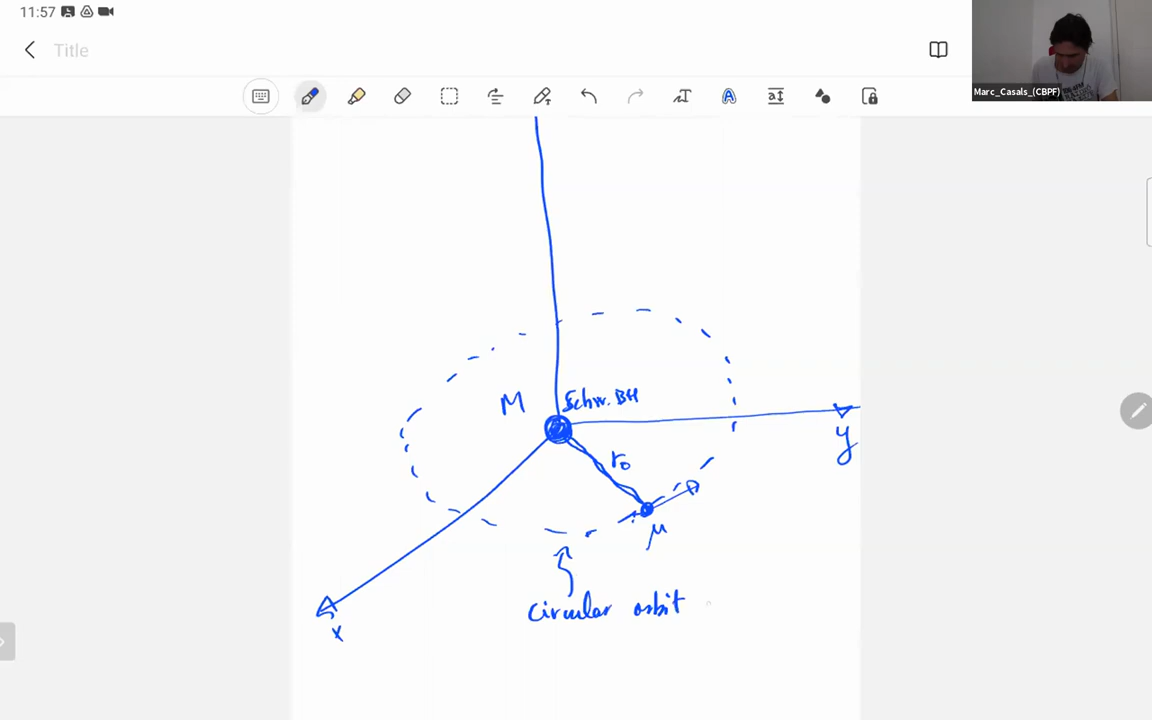 11:57
Title
Marc_Casals_(CBPF)
M Schw. BH
y
r₀
μ
circular orbit
x